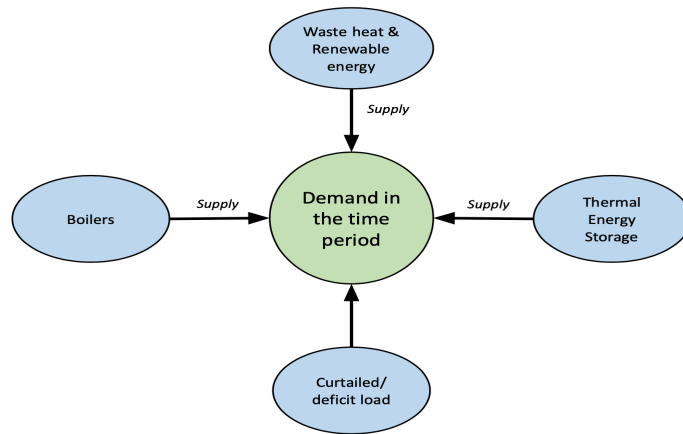 Waste heat &
Renewable
energy
Supply
Boilers
Supply
Demand in
the time
period
Supply
Thermal
Energy
Storage
Curtailed/
deficit load